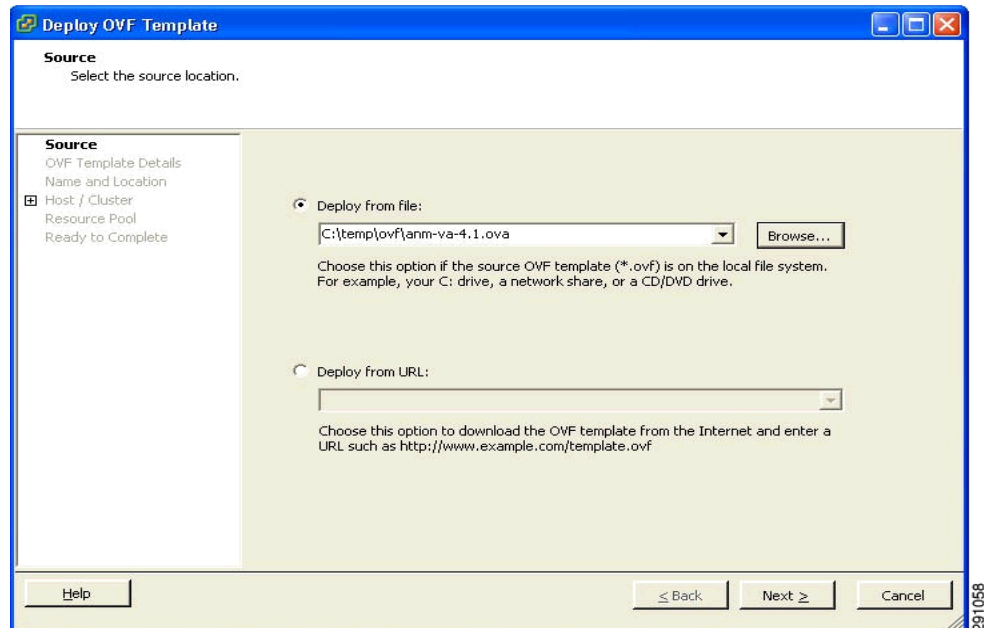 Deploy OVF Template
Source
Select the source location.
Source
OVF Template Details
Name and Location
Host / Cluster
Resource Pool
Ready to Complete
Deploy from file:
C:\temp\ovf\anm-va-4.1.ova
Browse...
Choose this option if the source OVF template (*.ovf) is on the local file system.
For example, your C: drive, a network share, or a CD/DVD drive.
Deploy from URL:
Choose this option to download the OVF template from the Internet and enter a
URL such as http://www.example.com/template.ovf
Help
≤ Back
Next ≥
Cancel
291058